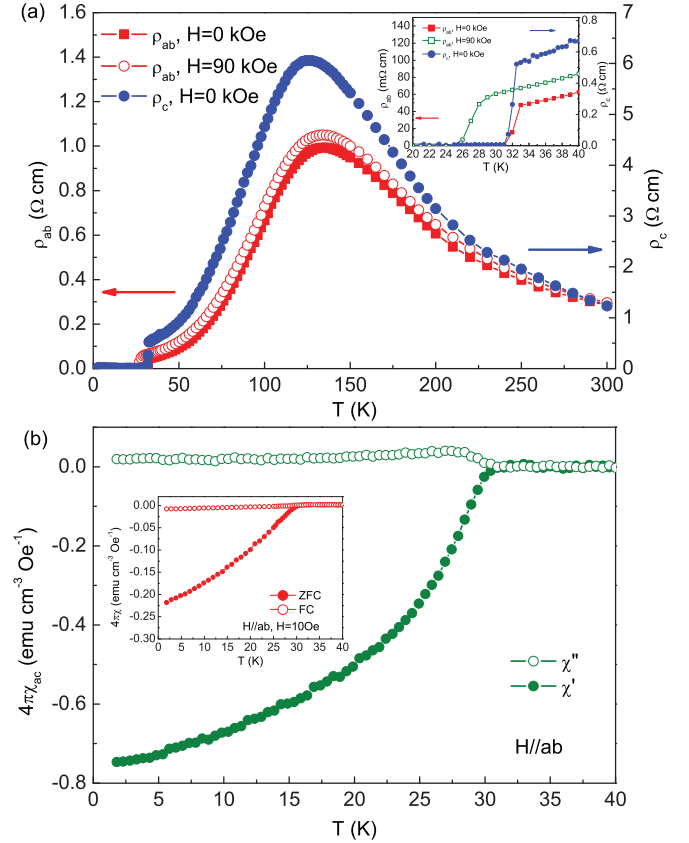 (a)
1.6
1.4
1.2
1.0
0.8
0.6
0.4
0.2
0.0
ρab (Ω cm)
ρab, H=0 kOe
ρab, H=90 kOe
ρc, H=0 kOe
7
6
5
4
3
2
1
0
ρc (Ω cm)
0 50 100 150 200 250 300
T (K)
140
120
100
80
60
40
20
0
ρab (mΩ cm)
ρab, H=0 kOe
ρab, H=90 kOe
ρc, H=0 kOe
0.8
0.6
0.4
0.2
0.0
ρc (Ω cm)
20 22 24 26 28 30 32 34 36 38 40
T (K)
(b)
0.0
-0.2
-0.4
-0.6
-0.8
4πχac (emu cm⁻³ Oe⁻¹)
0.00
-0.05
-0.10
-0.15
-0.20
-0.25
-0.30
4πχ (emu cm⁻³ Oe⁻¹)
ZFC
FC
H//ab, H=10Oe
0 5 10 15 20 25 30 35 40
T (K)
χ"
χ'
H//ab
0 5 10 15 20 25 30 35 40
T (K)